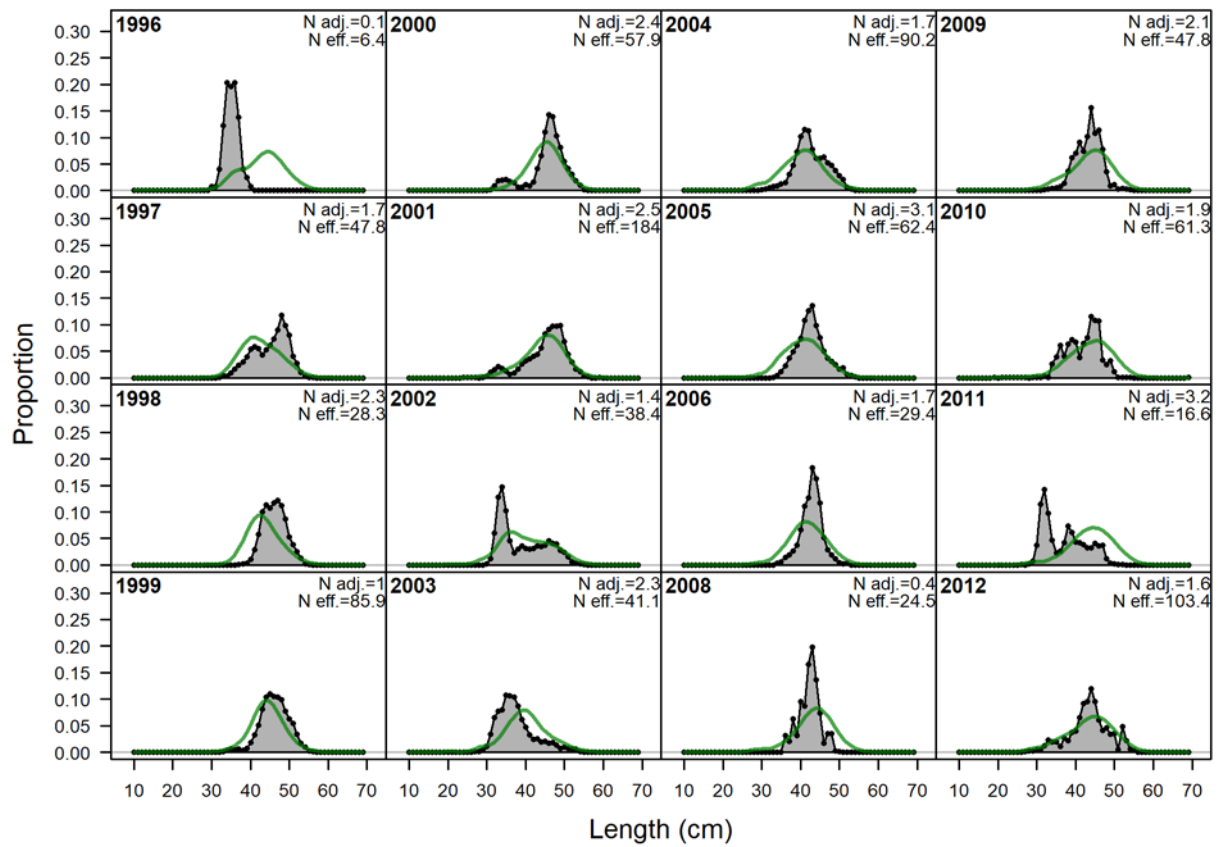 1996 N adj.=0.1 2000 N adj.=2.4 2004 N adj.=1.7 2009 N adj.=2.1
N eff.=6.4 N eff.=57.9 N eff.=90.2 N eff.=47.8
0.30
0.25
0.20
0.15
0.10
0.05
0.00
1997 N adj.=1.7 2001 N adj.=2.5 2005 N adj.=3.1 2010 N adj.=1.9
N eff.=47.8 N eff.=184 N eff.=62.4 N eff.=61.3
0.30
0.25
0.20
0.15
0.10
0.05
0.00
1998 N adj.=2.3 2002 N adj.=1.4 2006 N adj.=1.7 2011 N adj.=3.2
N eff.=28.3 N eff.=38.4 N eff.=29.4 N eff.=16.6
0.30
0.25
0.20
0.15
0.10
0.05
0.00
1999 N adj.=1 2003 N adj.=2.3 2008 N adj.=0.4 2012 N adj.=1.6
N eff.=85.9 N eff.=41.1 N eff.=24.5 N eff.=103.4
0.30
0.25
0.20
0.15
0.10
0.05
0.00
10 20 30 40 50 60 70 10 20 30 40 50 60 70 10 20 30 40 50 60 70 10 20 30 40 50 60 70
Proportion
Length (cm)